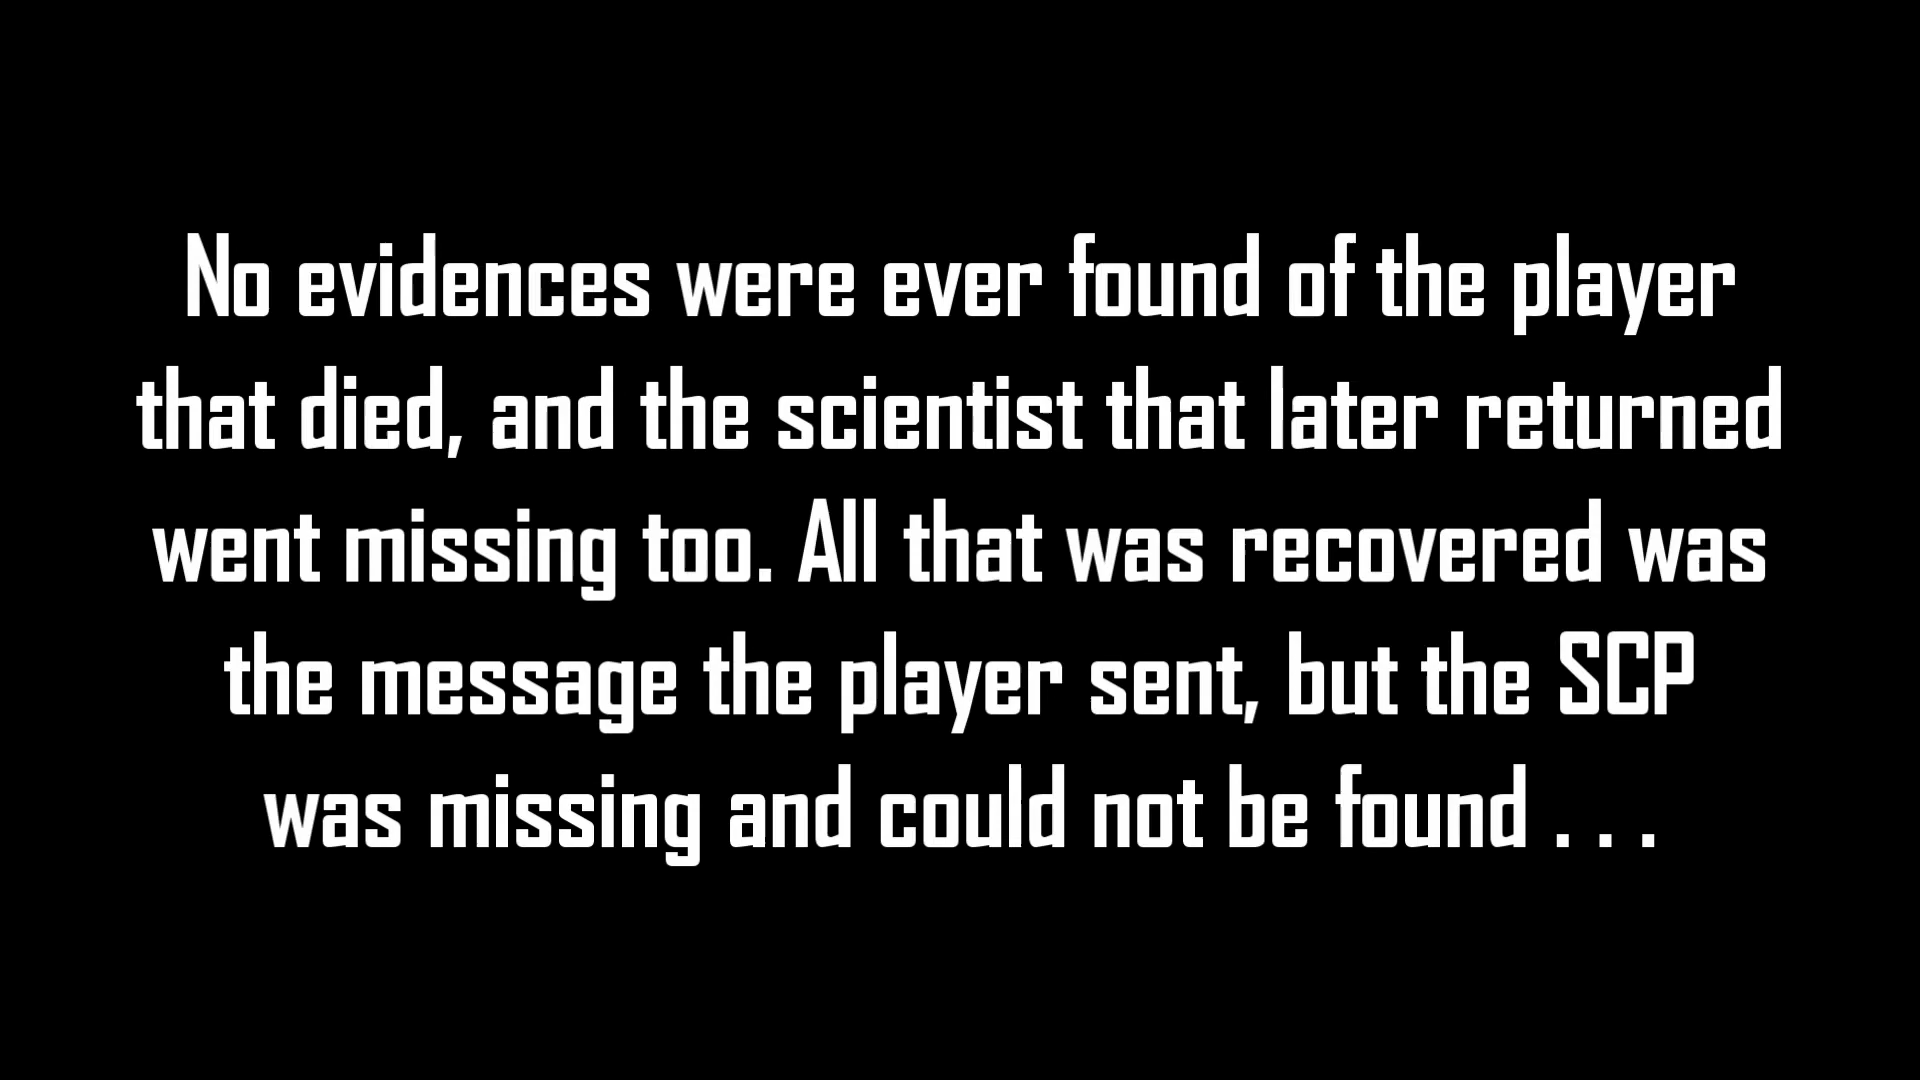 No evidences were ever found of the player
that died, and the scientist that later returned
went missing too. All that was recovered was
the message the player sent, but the SCP
was missing and could not be found . . .